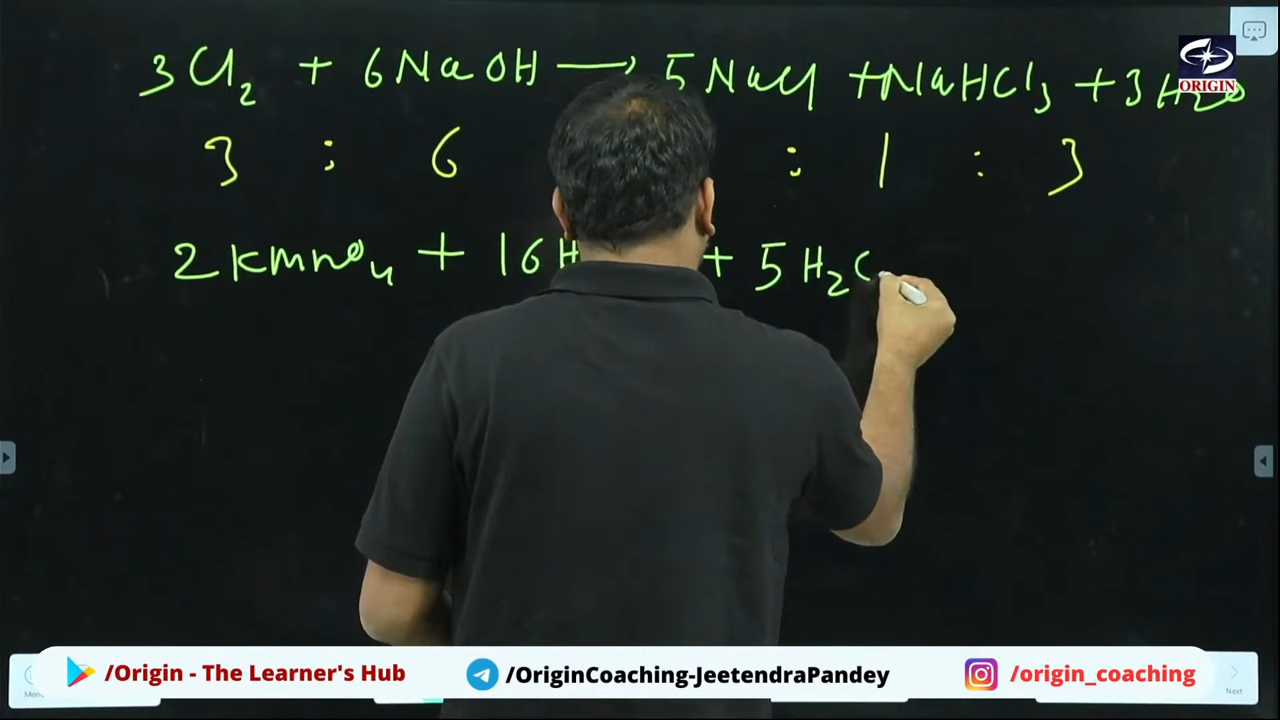 ORIGIN
3Cl2 + 6NaOH → 5NaCl + NaHCl3 + 3H2O
3 : 6 : 1 : 3
2KMnO4 + 16H + 5H2C
/Origin - The Learner's Hub /OriginCoaching-JeetendraPandey /origin_coaching
Next